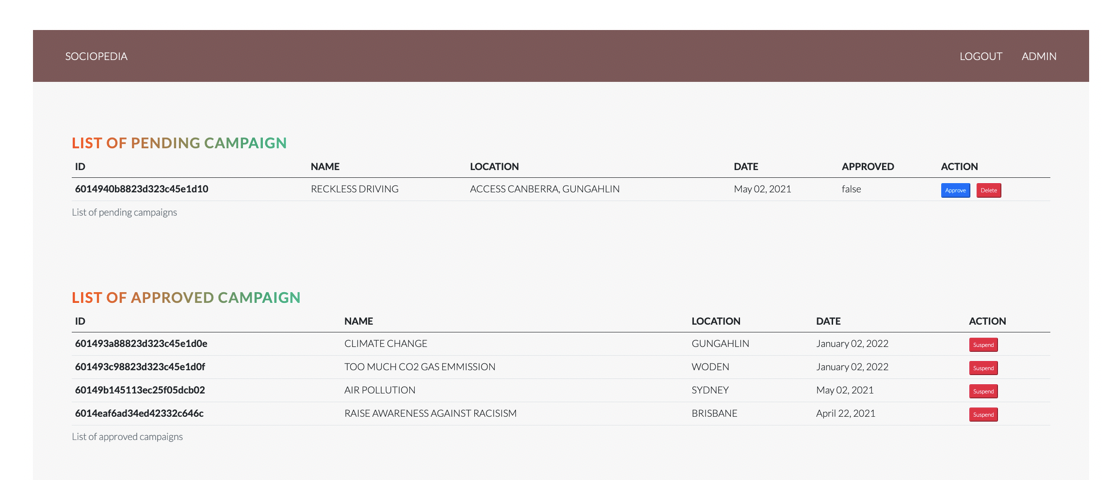 SOCIOPEDIA LOGOUT ADMIN
LIST OF PENDING CAMPAIGN
ID NAME LOCATION DATE APPROVED ACTION
6014940b8823d323c45e1d10 RECKLESS DRIVING ACCESS CANBERRA, GUNGAHLIN May 02, 2021 false Approve Delete
List of pending campaigns
LIST OF APPROVED CAMPAIGN
ID NAME LOCATION DATE ACTION
601493a88823d323c45e1d0e CLIMATE CHANGE GUNGAHLIN January 02, 2022 Suspend
601493c98823d323c45e1d0f TOO MUCH CO2 GAS EMMISSION WODEN January 02, 2022 Suspend
60149b145113ec25f05dcb02 AIR POLLUTION SYDNEY May 02, 2021 Suspend
6014eaf6ad34ed42332c646c RAISE AWARENESS AGAINST RACISISM BRISBANE April 22, 2021 Suspend
List of approved campaigns